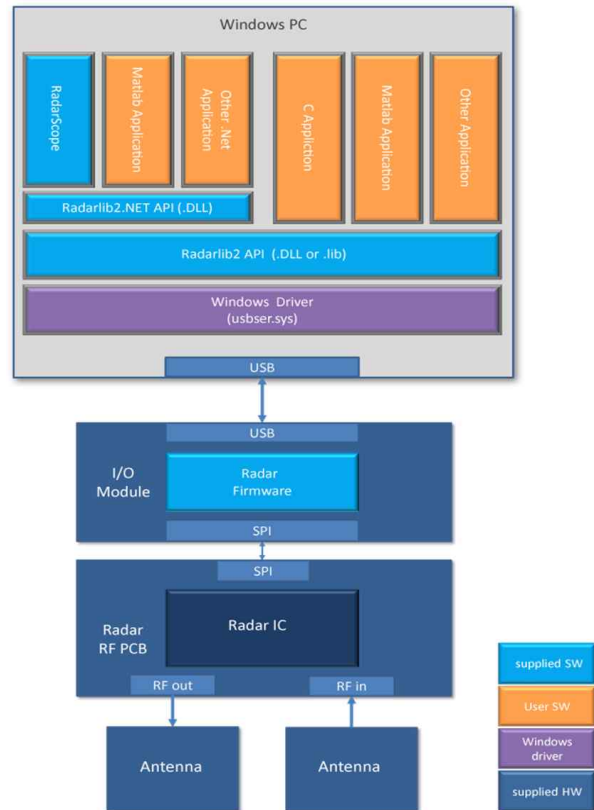 Windows PC
RadarScope
Matlab Application
Other .Net
Application
C Appliction
Matlab Application
Other Application
Radarlib2.NET API (.DLL)
Radarlib2 API (.DLL or .lib)
Windows Driver
(usbser.sys)
USB
USB
I/O
Module
Radar
Firmware
SPI
SPI
Radar
RF PCB
Radar IC
RF out
RF in
Antenna
Antenna
supplied SW
User SW
Windows
driver
supplied HW